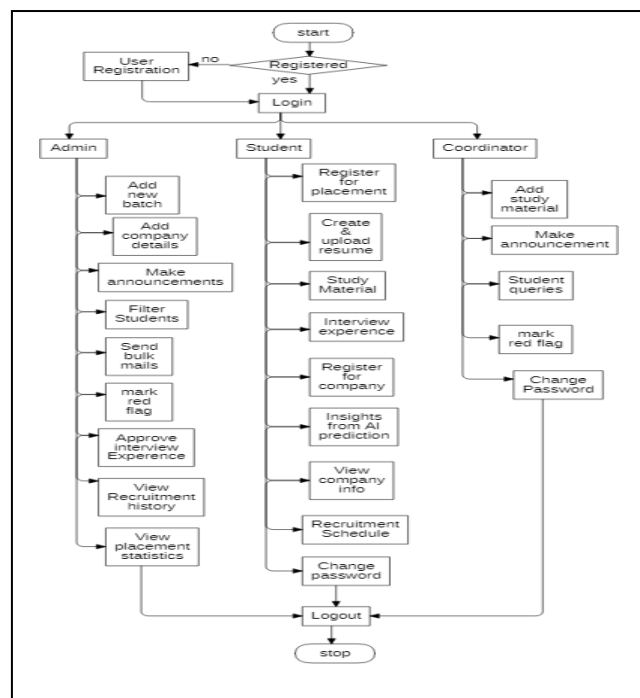 start
User
Registration
no
Registered
yes
Login
Admin
Student
Coordinator
Add
new
batch
Add
company
details
Make
announcements
Filter
Students
Send
bulk
mails
mark
red
flag
Approve
interview
Experence
View
Recruitment
history
View
placement
statistics
Register
for
placement
Create
&
upload
resume
Study
Material
Interview
experence
Register
for
company
Insights
from AI
prediction
View
company
info
Recruitment
Schedule
Change
password
Add
study
material
Make
announcement
Student
queries
mark
red flag
Change
Password
Logout
stop